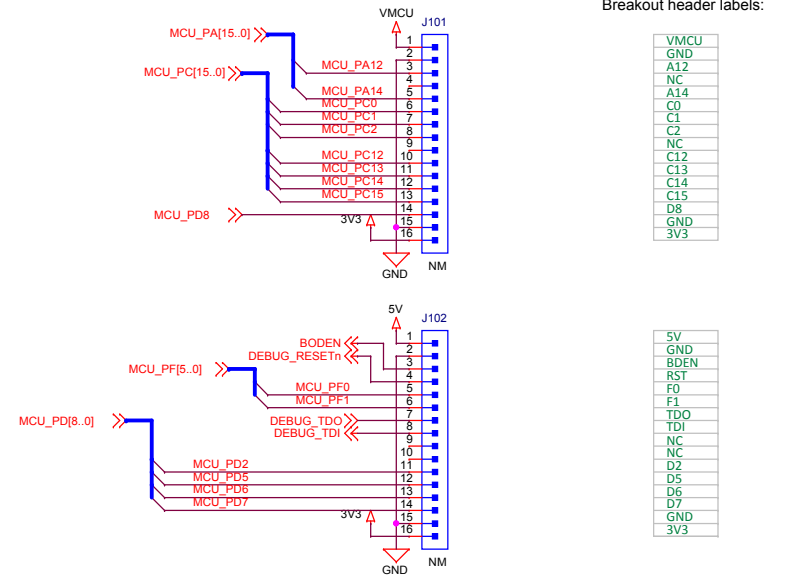 Breakout header labels:
VMCU
J101
MCU_PA[15..0]
MCU_PC[15..0]
MCU_PD8
1
2
MCU_PA12 3
4
MCU_PA14 5
MCU_PC0 6
MCU_PC1 7
MCU_PC2 8
9
MCU_PC12 10
MCU_PC13 11
MCU_PC14 12
MCU_PC15 13
14
3V3 15
16
GND
NM
VMCU
GND
A12
NC
A14
C0
C1
C2
NC
C12
C13
C14
C15
D8
GND
3V3
5V
J102
MCU_PF[5..0]
MCU_PD[8..0]
1
BODEN 2
DEBUG_RESETn 3
4
MCU_PF0 5
MCU_PF1 6
DEBUG_TDO 7
DEBUG_TDI 8
9
10
MCU_PD2 11
MCU_PD5 12
MCU_PD6 13
MCU_PD7 14
3V3 15
16
GND
NM
5V
GND
BDEN
RST
F0
F1
TDO
TDI
NC
NC
D2
D5
D6
D7
GND
3V3